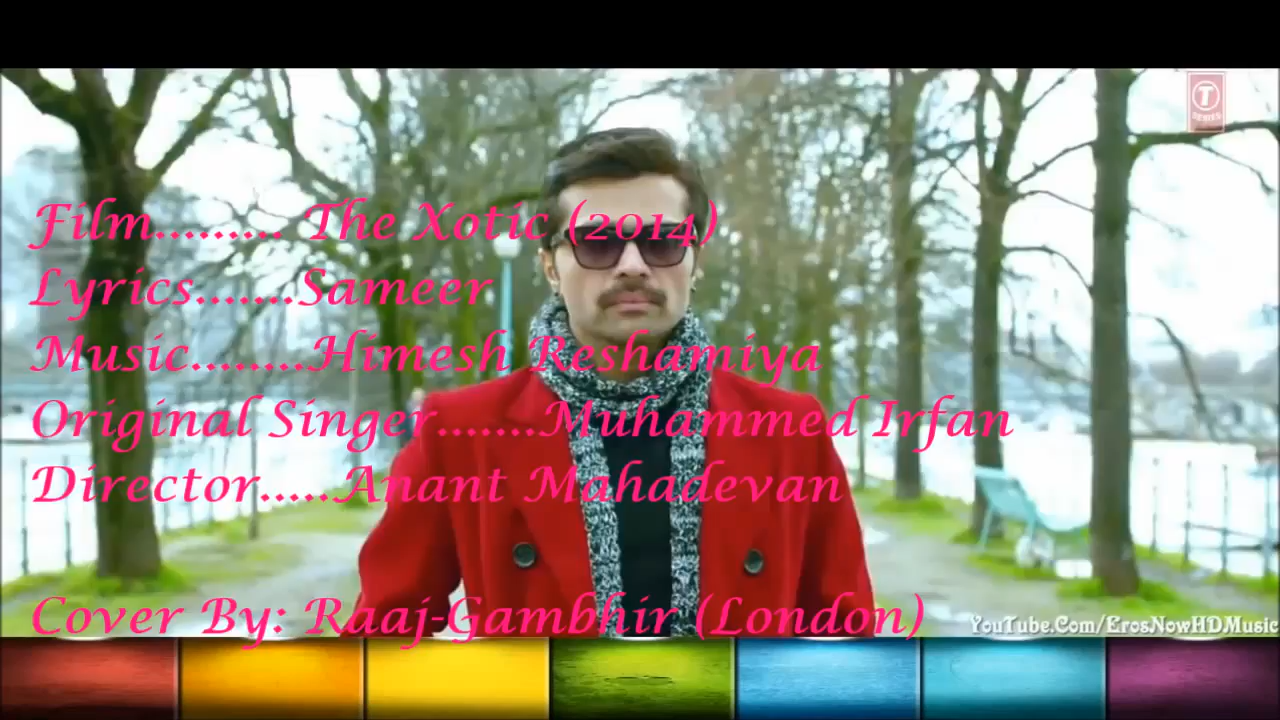 T
SERIES
Film......... The Xotic (2014)
Lyrics.......Sameer
Music........Himesh Reshamiya
Original Singer.......Muhammed Irfan
Director.....Anant Mahadevan
Cover By: Raaj-Gambhir (London)
YouTube.Com/ErosNowHDMusic